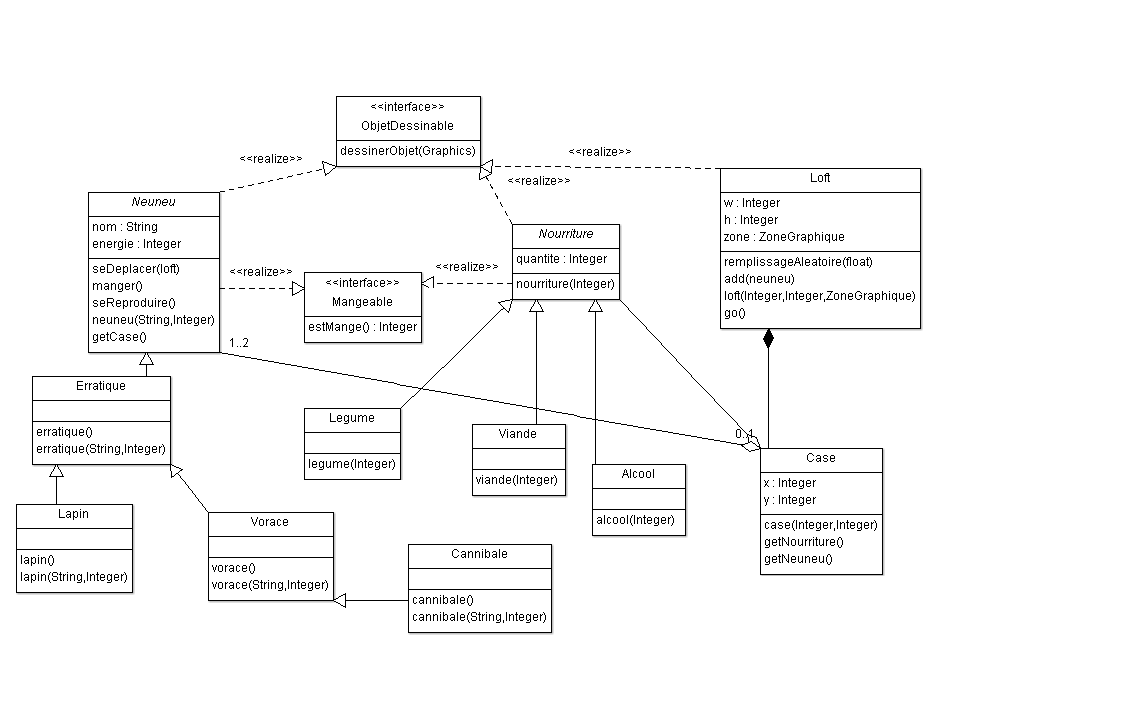 <<interface>>
ObjetDessinable
dessinerObjet(Graphics)
<<realize>>
<<realize>>
<<realize>>
Neuneu
nom : String
energie : Integer
seDeplacer(loft)
manger()
seReproduire()
neuneu(String,Integer)
getCase()
Loft
w : Integer
h : Integer
zone : ZoneGraphique
remplissageAleatoire(float)
add(neuneu)
loft(Integer,Integer,ZoneGraphique)
go()
Nourriture
quantite : Integer
nourriture(Integer)
<<realize>>
<<realize>>
<<interface>>
Mangeable
estMange() : Integer
1..2
Erratique
erratique()
erratique(String,Integer)
Legume
legume(Integer)
Viande
viande(Integer)
Alcool
alcool(Integer)
0..1
Case
x : Integer
y : Integer
case(Integer,Integer)
getNourriture()
getNeuneu()
Lapin
lapin()
lapin(String,Integer)
Vorace
vorace()
vorace(String,Integer)
Cannibale
cannibale()
cannibale(String,Integer)